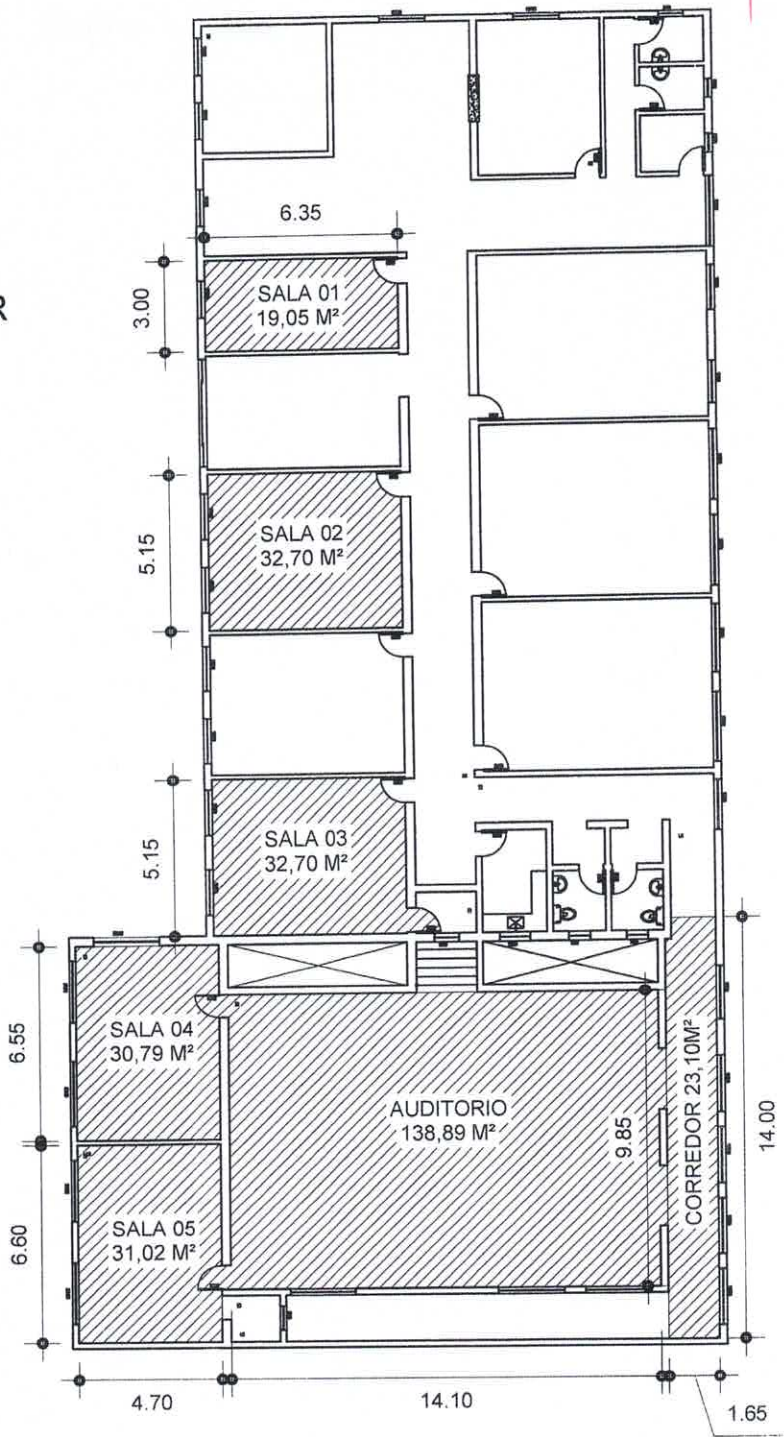 6.35
3.00
SALA 01
19,05 M²
5.15
SALA 02
32,70 M²
5.15
SALA 03
32,70 M²
6.55
SALA 04
30,79 M²
AUDITORIO
138,89 M²
9.85
CORREDOR 23,10M²
14.00
6.60
SALA 05
31,02 M²
4.70
14.10
1.65